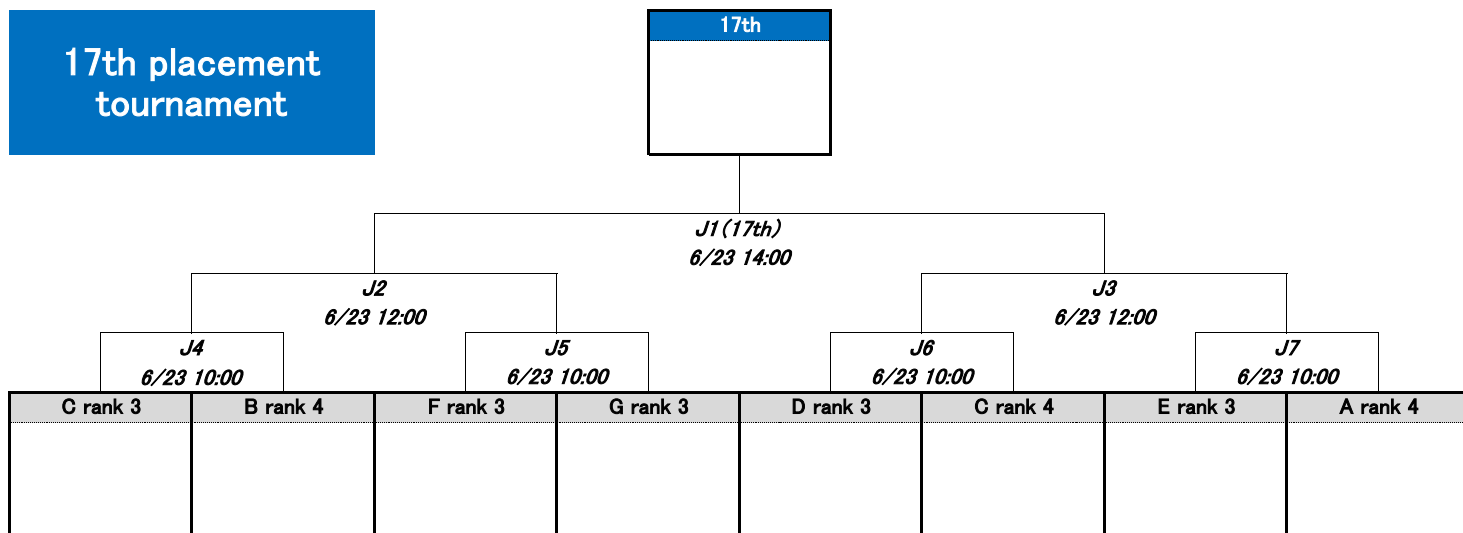 17th placement
tournament
17th
J1(17th)
6/23 14:00
J2
6/23 12:00
J3
6/23 12:00
J4
6/23 10:00
J5
6/23 10:00
J6
6/23 10:00
J7
6/23 10:00
C rank 3
B rank 4
F rank 3
G rank 3
D rank 3
C rank 4
E rank 3
A rank 4